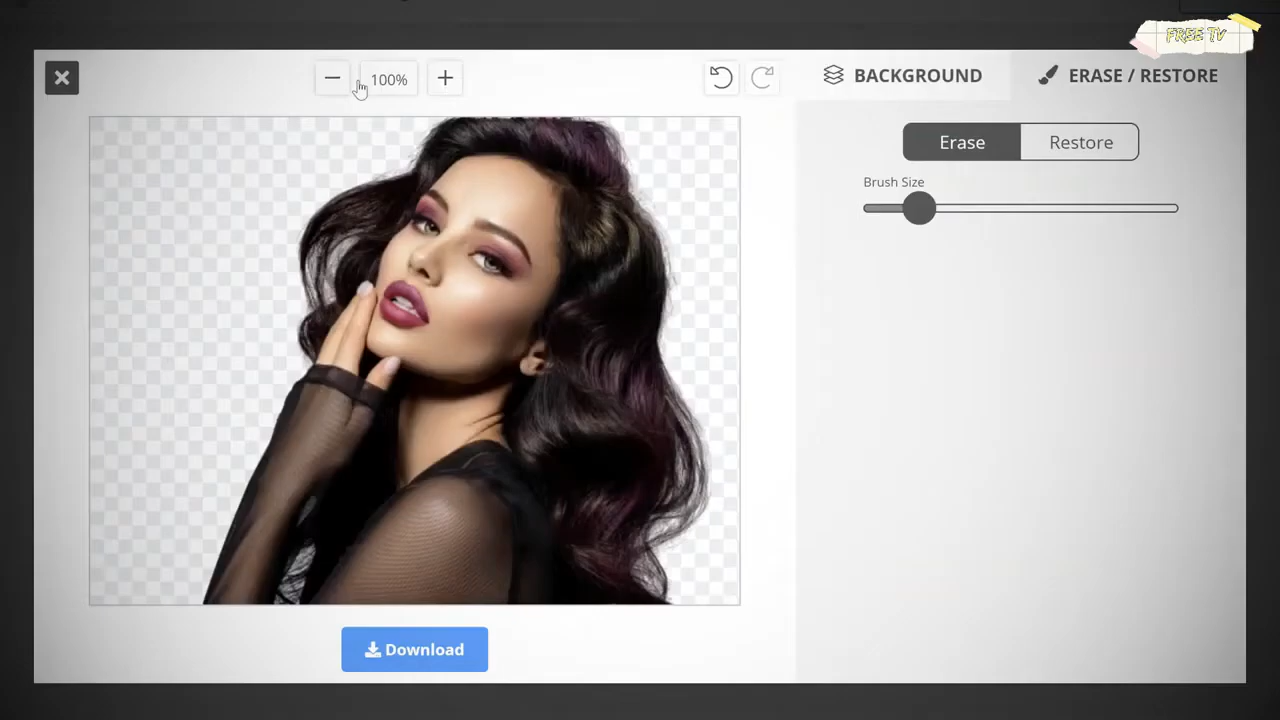 FREE TV
100%
BACKGROUND
ERASE / RESTORE
Erase
Restore
Brush Size
Download